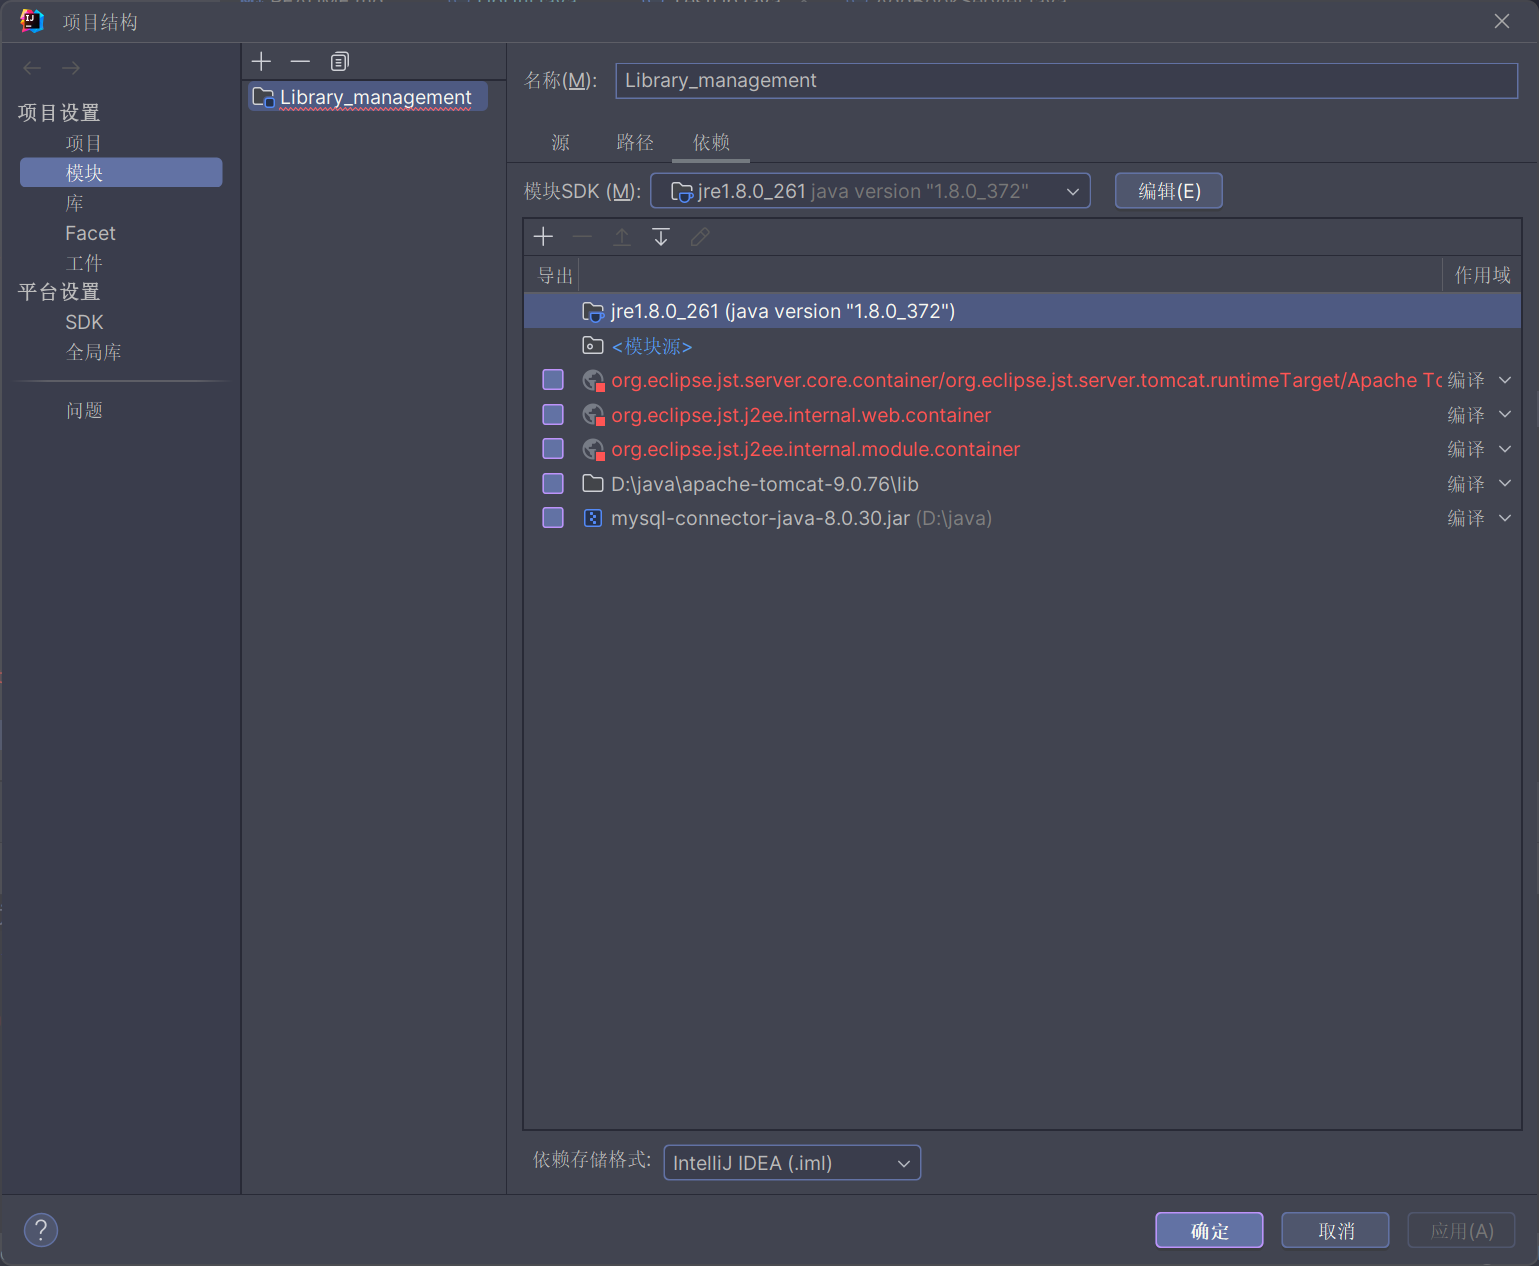 项目结构
项目设置
项目
模块
库
Facet
工件
平台设置
SDK
全局库
问题
Library_management
名称(M):
Library_management
源
路径
依赖
模块SDK (M):
jre1.8.0_261 java version "1.8.0_372"
编辑(E)
导出
作用域
jre1.8.0_261 (java version "1.8.0_372")
<模块源>
org.eclipse.jst.server.core.container/org.eclipse.jst.server.tomcat.runtimeTarget/Apache To 编译
org.eclipse.jst.j2ee.internal.web.container 编译
org.eclipse.jst.j2ee.internal.module.container 编译
D:\java\apache-tomcat-9.0.76\lib 编译
mysql-connector-java-8.0.30.jar (D:\java) 编译
依赖存储格式:
IntelliJ IDEA (.iml)
?
确定
取消
应用(A)